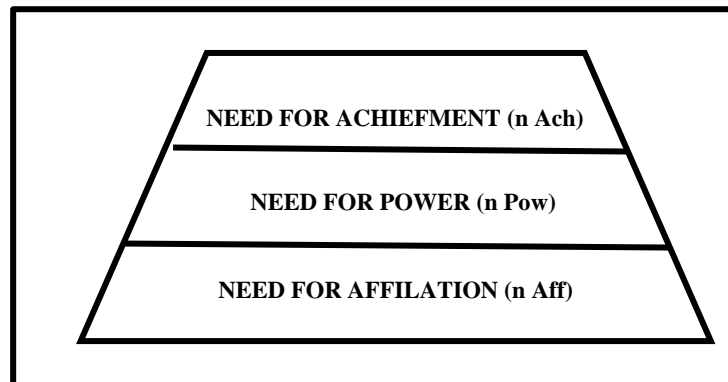 NEED FOR ACHIEFMENT (n Ach)
NEED FOR POWER (n Pow)
NEED FOR AFFILATION (n Aff)